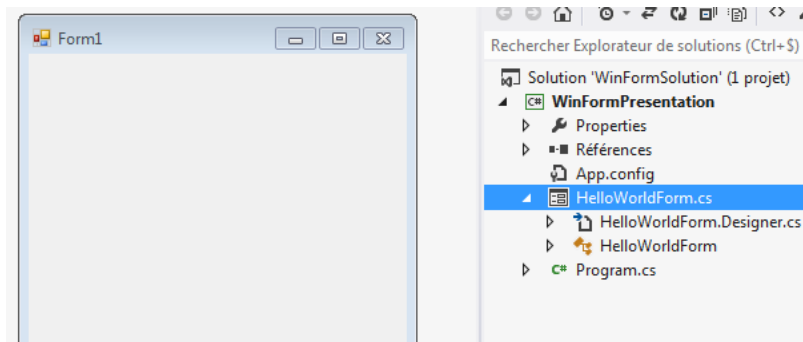 Form1
Rechercher Explorateur de solutions (Ctrl+$)
Solution 'WinFormSolution' (1 projet)
C# WinFormPresentation
Properties
Références
App.config
HelloWorldForm.cs
HelloWorldForm.Designer.cs
HelloWorldForm
C# Program.cs